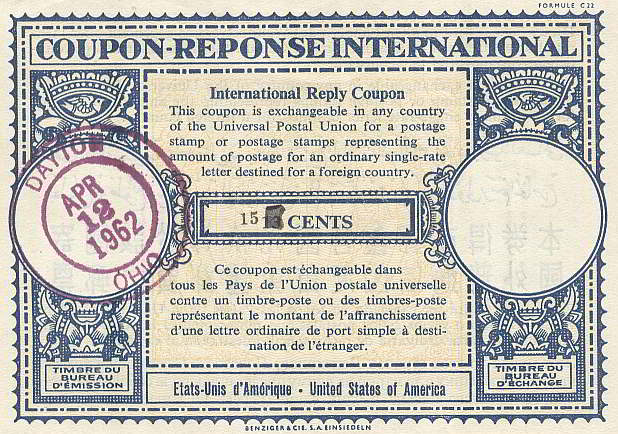 FORMULE C 22
COUPON-REPONSE INTERNATIONAL
International Reply Coupon
This coupon is exchangeable in any country
of the Universal Postal Union for a postage
stamp or postage stamps representing the
amount of postage for an ordinary single-rate
letter destined for a foreign country.
DAYTON
APR
12
1962
OHIO
15 CENTS
Ce coupon est échangeable dans
tous les Pays de l'Union postale universelle
contre un timbre-poste ou des timbres-poste
représentant le montant de l'affranchissement
d'une lettre ordinaire de port simple à desti-
nation de l'étranger.
TIMBRE DU
BUREAU
D'ÉMISSION
Etats-Unis d'Amérique - United States of America
TIMBRE DU
BUREAU
D'ÉCHANGE
BENZIGER & CIE. S.A. EINSIEDELN